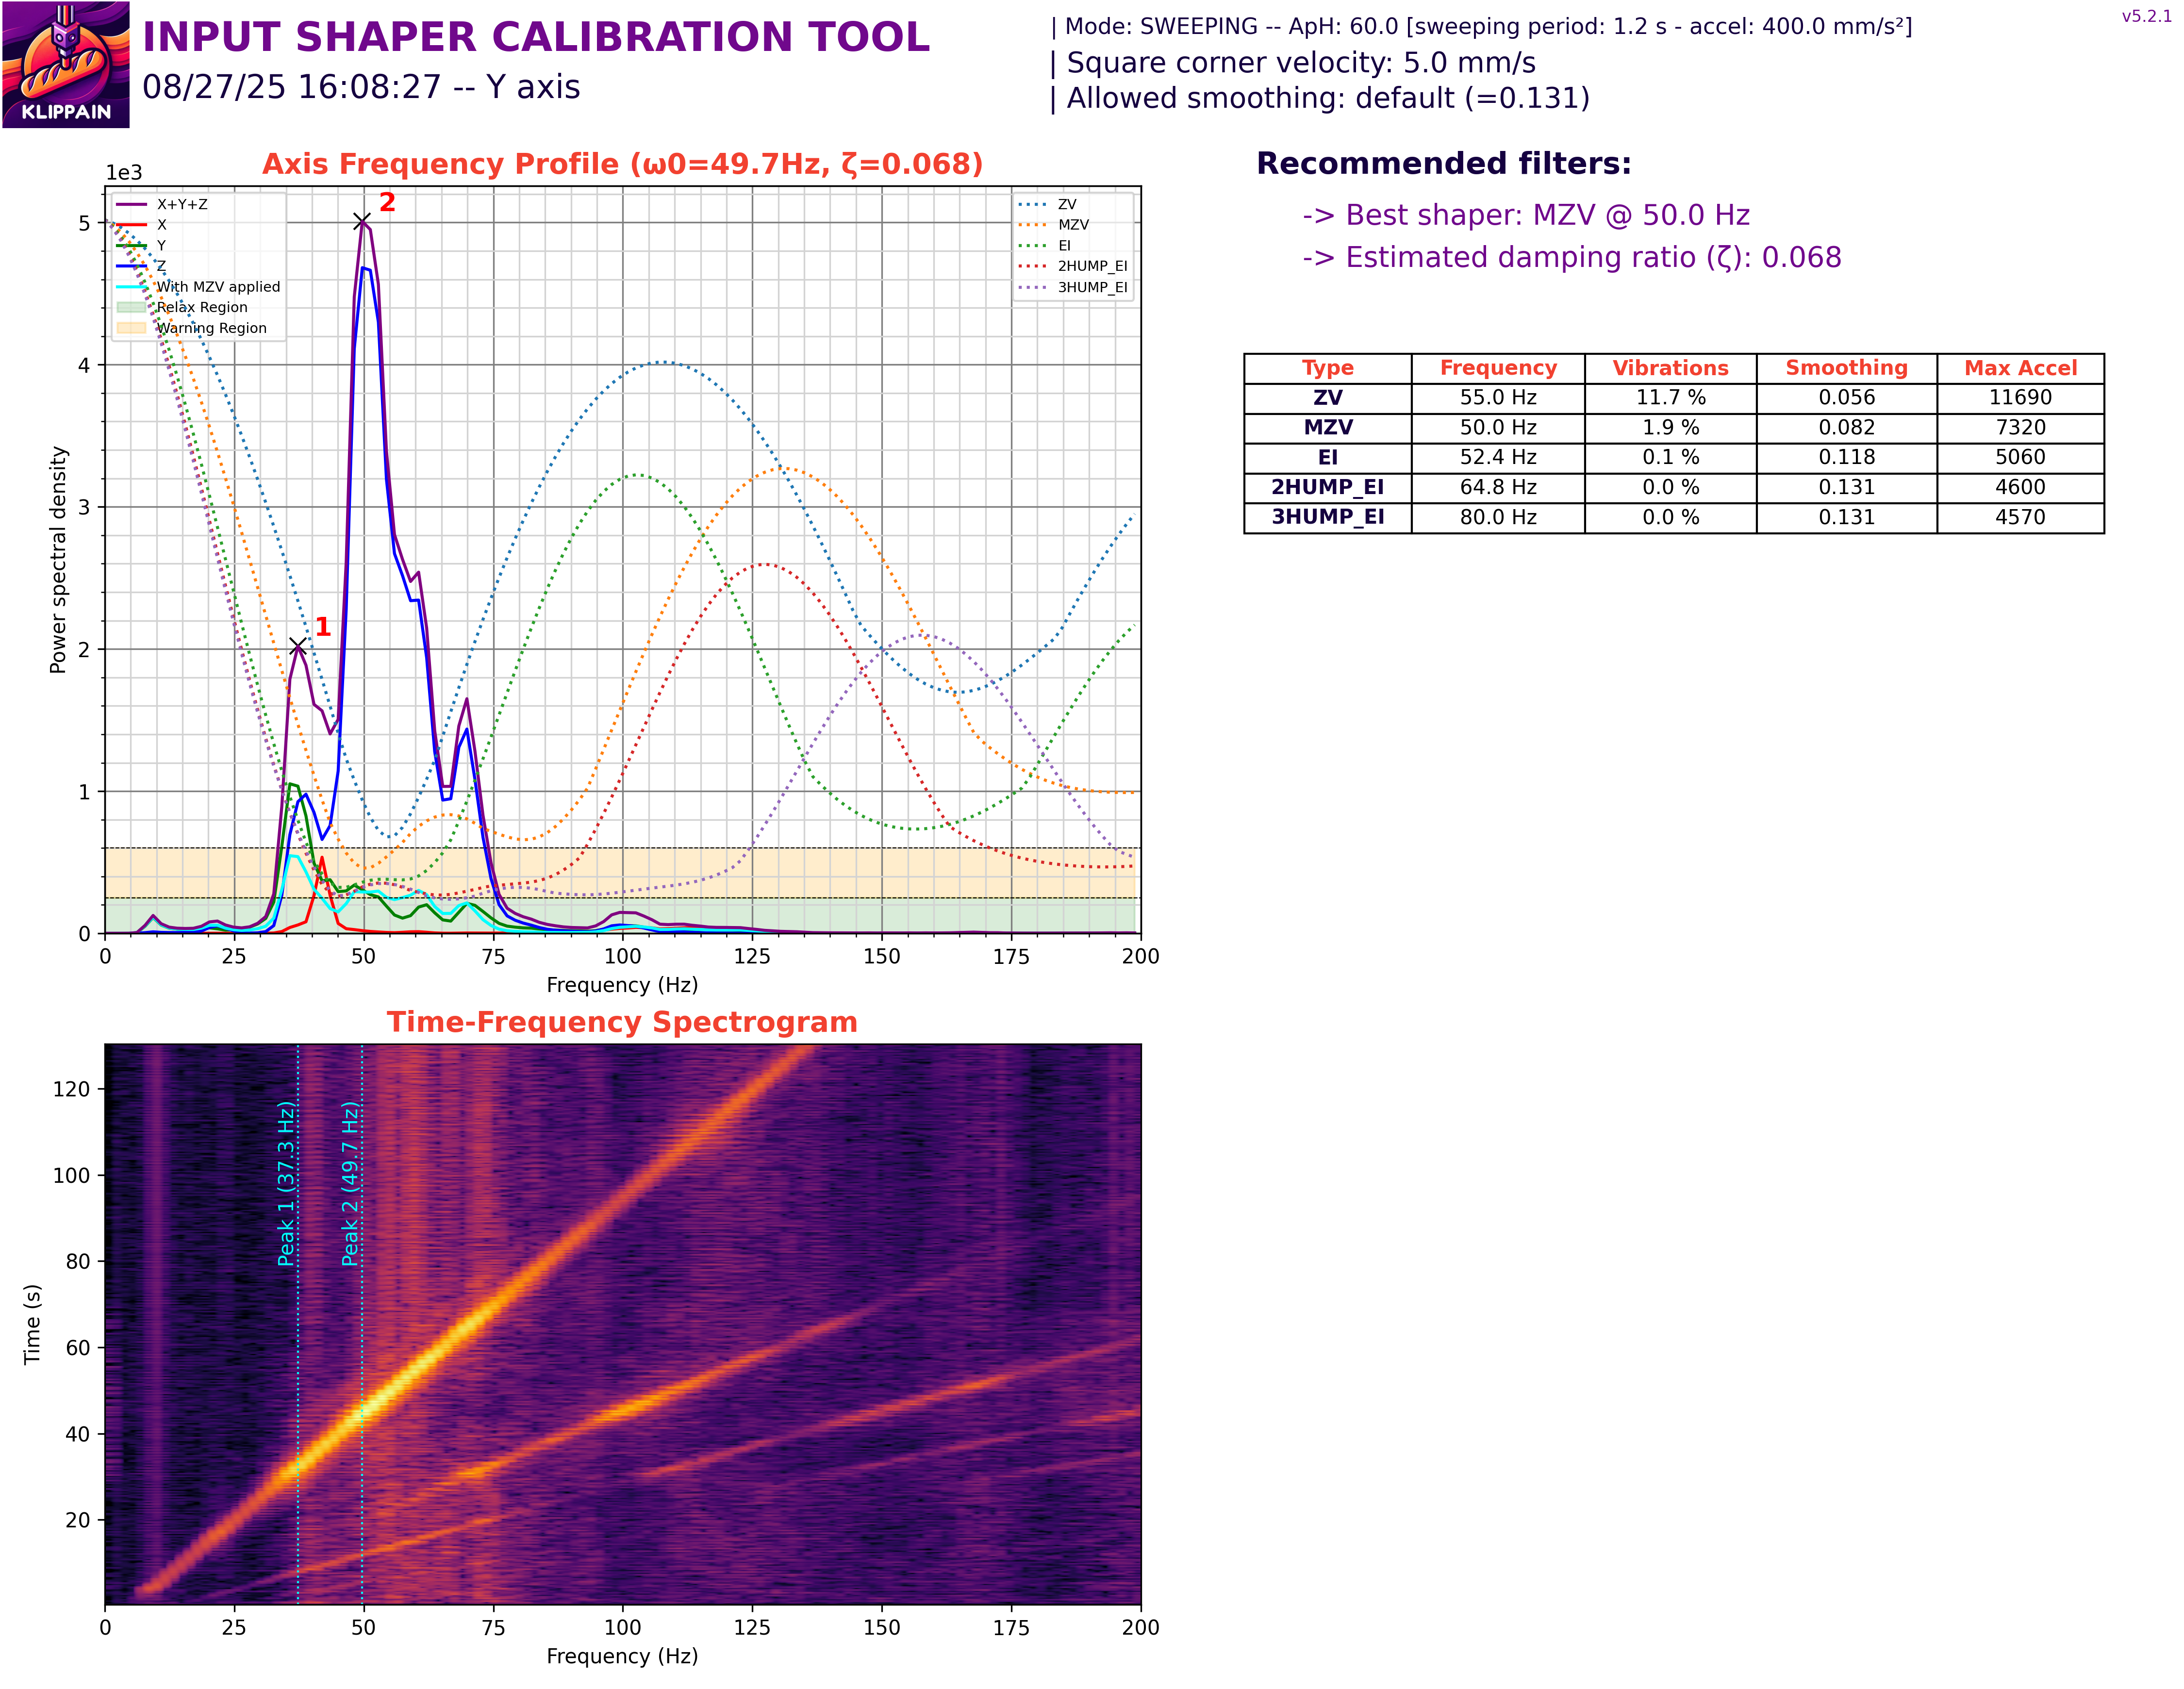 INPUT SHAPER CALIBRATION TOOL
08/27/25 16:08:27 -- Y axis
KLIPPAIN
| Mode: SWEEPING -- ApH: 60.0 [sweeping period: 1.2 s - accel: 400.0 mm/s²]
| Square corner velocity: 5.0 mm/s
| Allowed smoothing: default (=0.131)
v5.2.1
Axis Frequency Profile (ω0=49.7Hz, ζ=0.068)
1e3
X+Y+Z
X
Y
Z
With MZV applied
Relax Region
Warning Region
ZV
MZV
EI
2HUMP_EI
3HUMP_EI
2
1
5
4
3
2
1
0
Power spectral density
0 25 50 75 100 125 150 175 200
Frequency (Hz)
Recommended filters:
-> Best shaper: MZV @ 50.0 Hz
-> Estimated damping ratio (ζ): 0.068
Type Frequency Vibrations Smoothing Max Accel
ZV 55.0 Hz 11.7 % 0.056 11690
MZV 50.0 Hz 1.9 % 0.082 7320
EI 52.4 Hz 0.1 % 0.118 5060
2HUMP_EI 64.8 Hz 0.0 % 0.131 4600
3HUMP_EI 80.0 Hz 0.0 % 0.131 4570
Time-Frequency Spectrogram
Peak 1 (37.3 Hz)
Peak 2 (49.7 Hz)
120
100
80
60
40
20
Time (s)
0 25 50 75 100 125 150 175 200
Frequency (Hz)